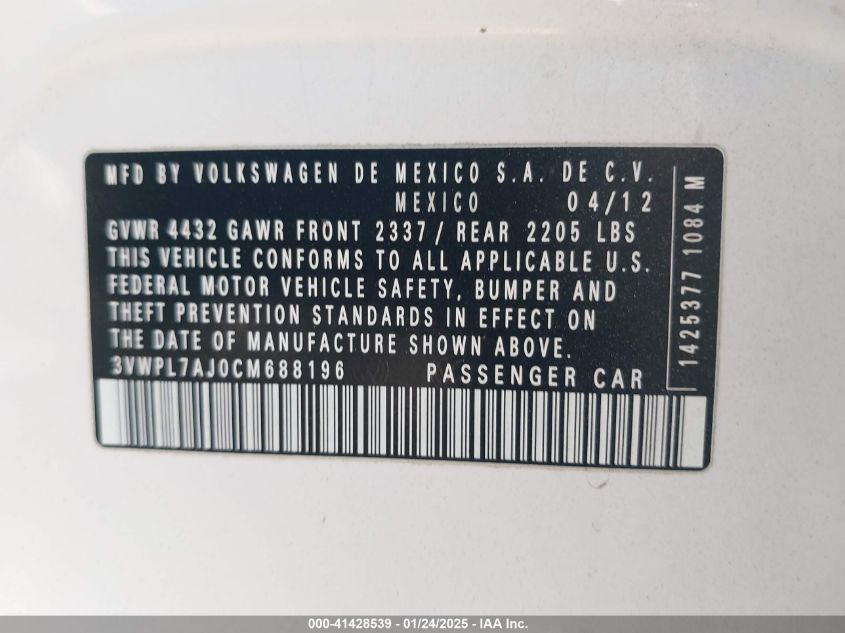 MFD BY VOLKSWAGEN DE MEXICO S.A. DE C.V.
MEXICO 04/12
GVWR 4432 GAWR FRONT 2337/ REAR 2205 LBS
THIS VEHICLE CONFORMS TO ALL APPLICABLE U.S.
FEDERAL MOTOR VEHICLE SAFETY, BUMPER AND
THEFT PREVENTION STANDARDS IN EFFECT ON
THE DATE OF MANUFACTURE SHOWN ABOVE.
3VWPL7AJ0CM688196 PASSENGER CAR
1425377 1084 M
000-41428539 - 01/24/2025 - IAA Inc.